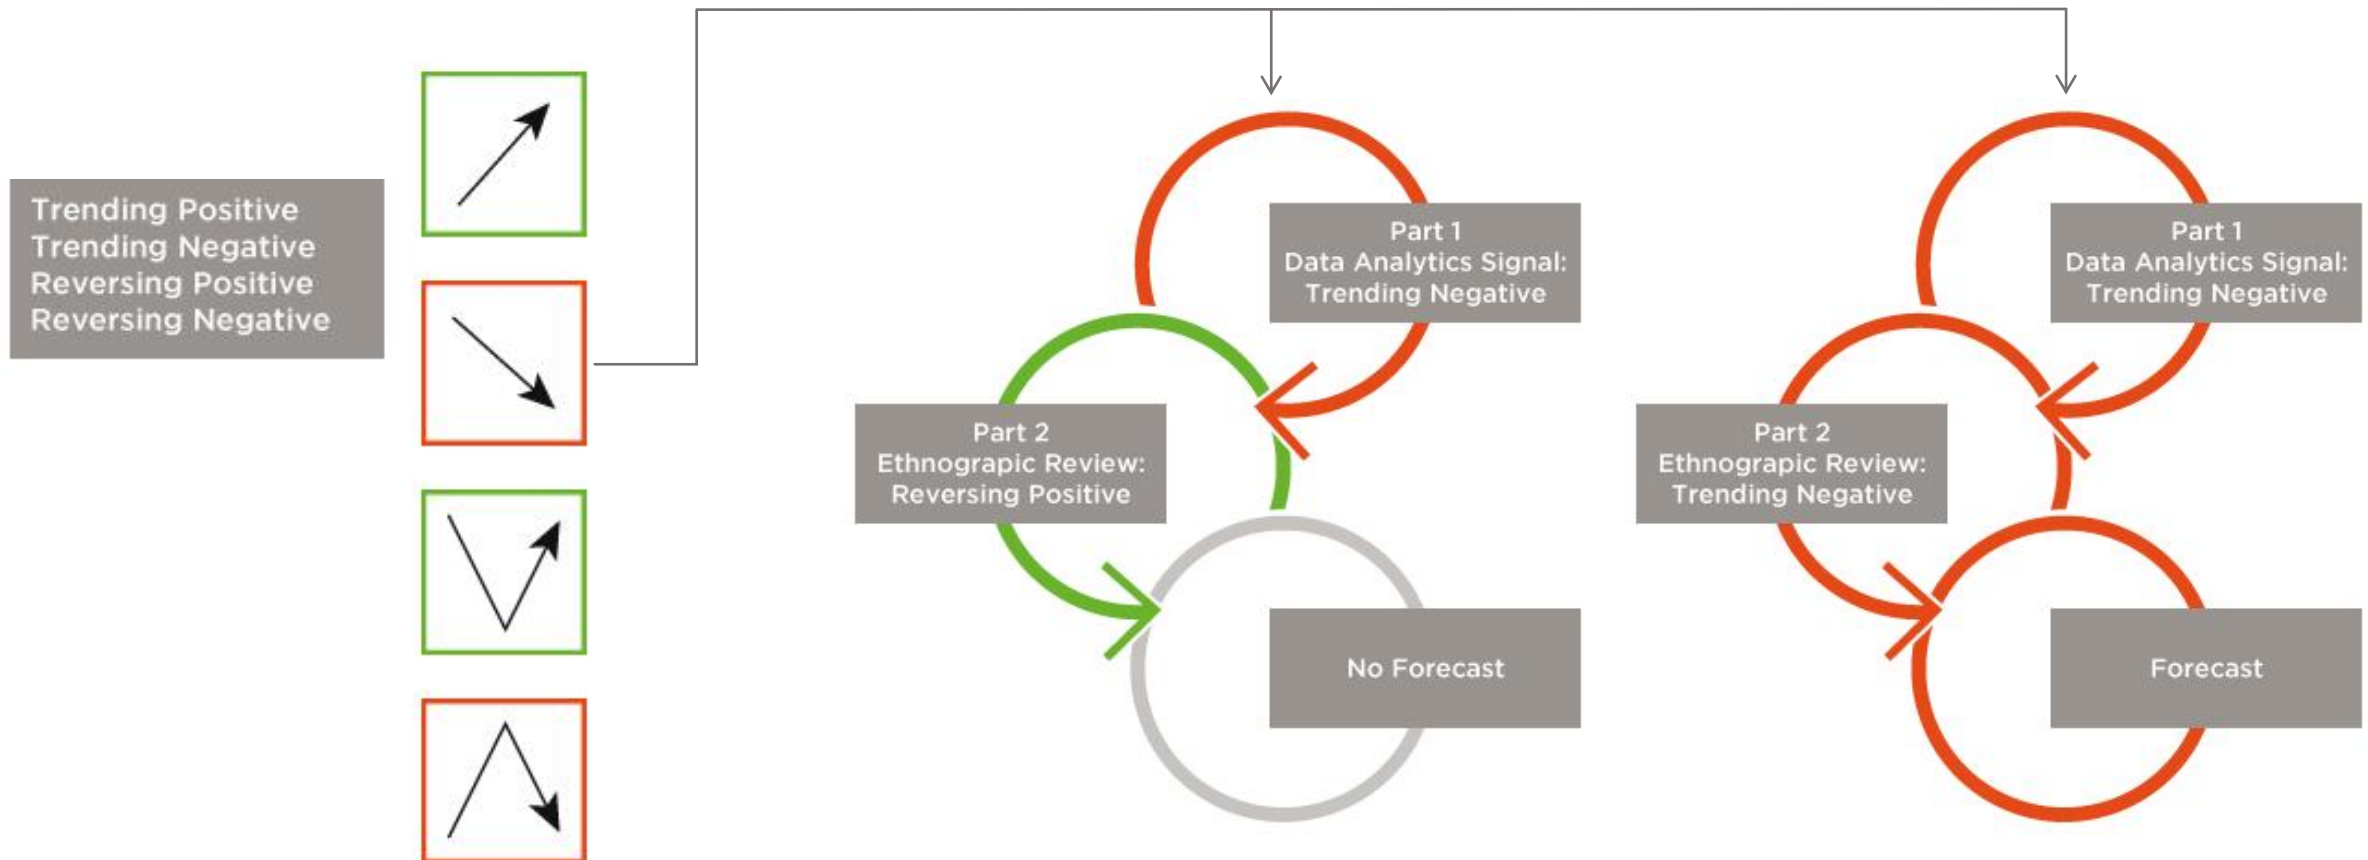 Trending Positive
Trending Negative
Reversing Positive
Reversing Negative
Part 1
Data Analytics Signal:
Trending Negative
Part 2
Ethnograpic Review:
Reversing Positive
No Forecast
Part 1
Data Analytics Signal:
Trending Negative
Part 2
Ethnograpic Review:
Trending Negative
Forecast